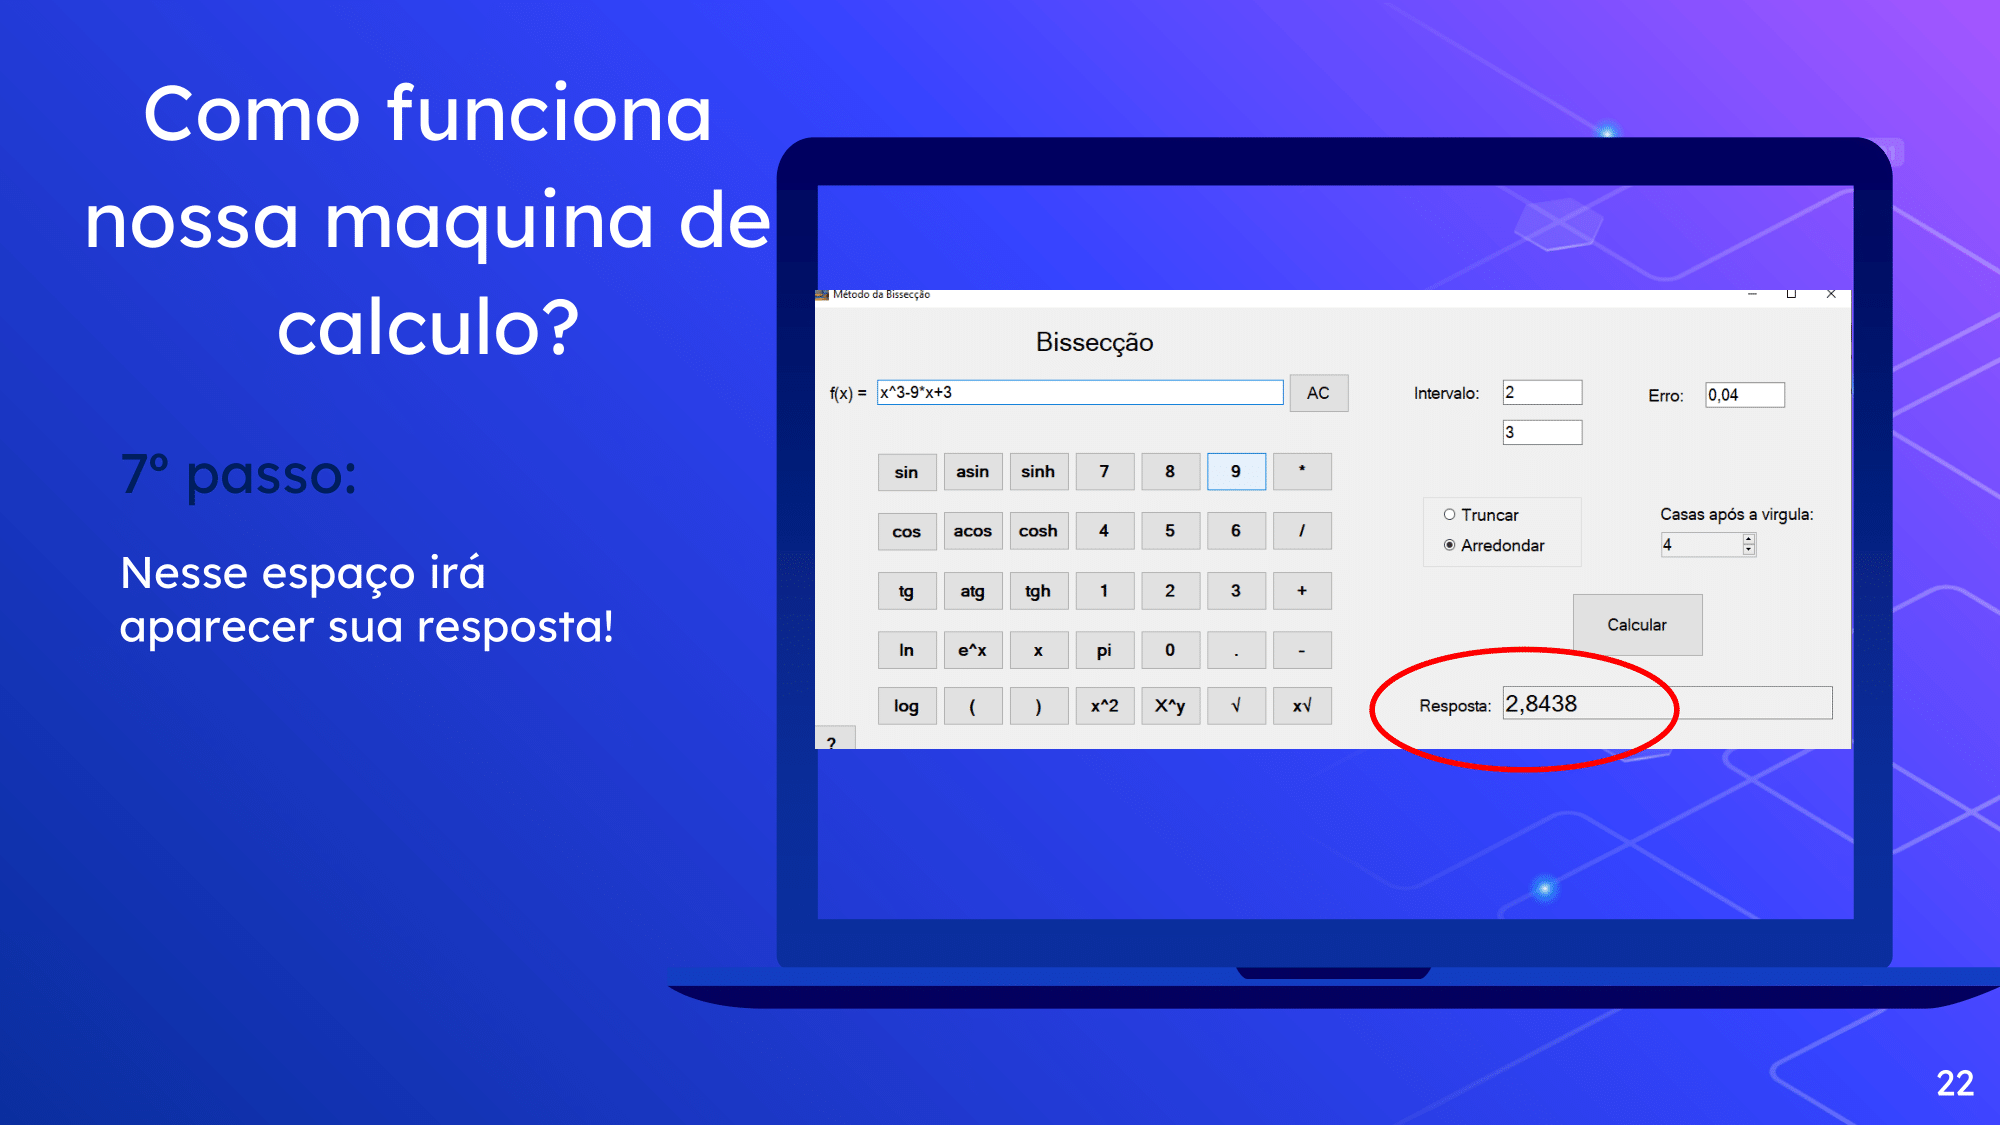 Como funciona
nossa maquina de
calculo?
7º passo:
Nesse espaço irá
aparecer sua resposta!
Método da Bissecção
Bissecção
f(x) = x^3-9*x+3 AC
Intervalo: 2
3
Erro: 0,04
sin asin sinh 7 8 9 *
cos acos cosh 4 5 6 /
tg atg tgh 1 2 3 +
ln e^x x pi 0 . -
log ( ) x^2 X^y √ x√
?
Truncar
Arredondar
Casas após a virgula:
4
Calcular
Resposta: 2,8438
22